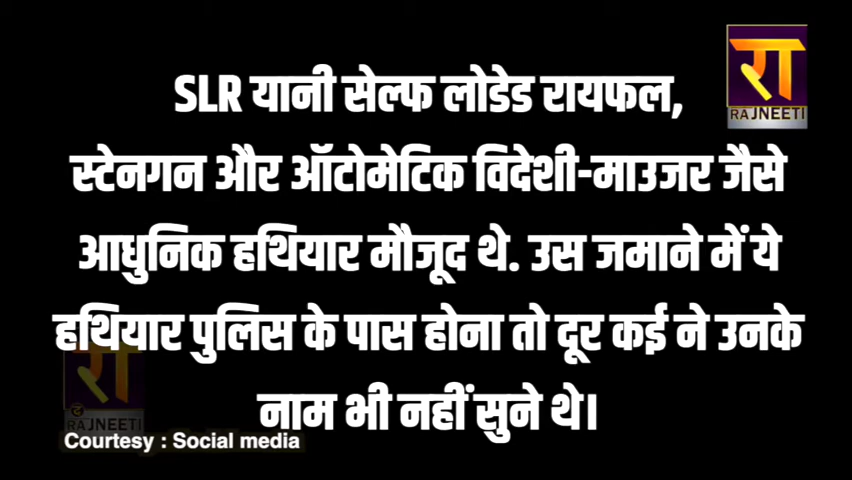 रा
RAJNEETI
SLR यानी सेल्फ लोडेड रायफल,
स्टेनगन और ऑटोमेटिक विदेशी-माउजर जैसे
आधुनिक हथियार मौजूद थे. उस जमाने में ये
हथियार पुलिस के पास होना तो दूर कई ने उनके
नाम भी नहीं सुने थे।
रा
RAJNEETI
Courtesy : Social media